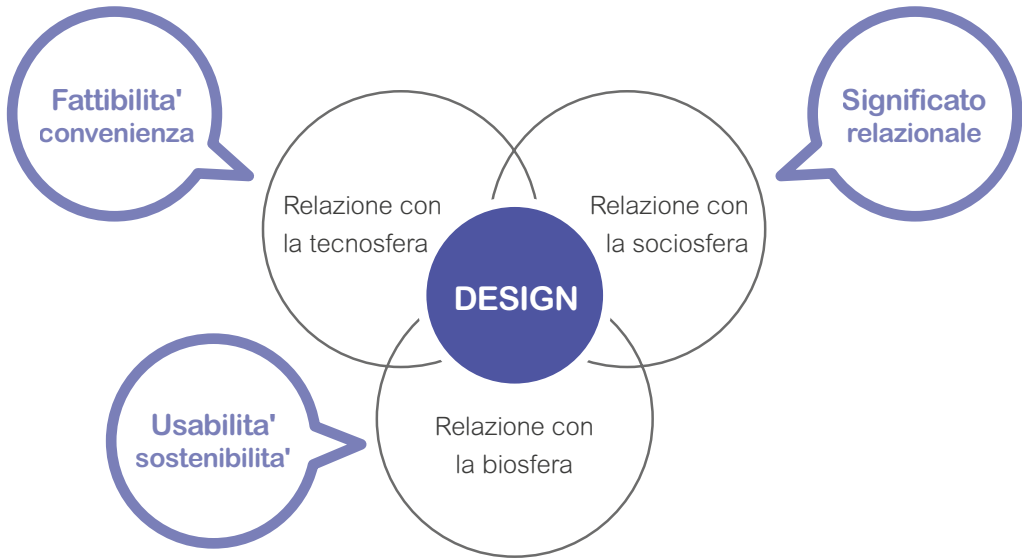 Fattibilita'
convenienza
Significato
relazionale
Relazione con
la tecnosfera
Relazione con
la sociosfera
DESIGN
Usabilita'
sostenibilita'
Relazione con
la biosfera